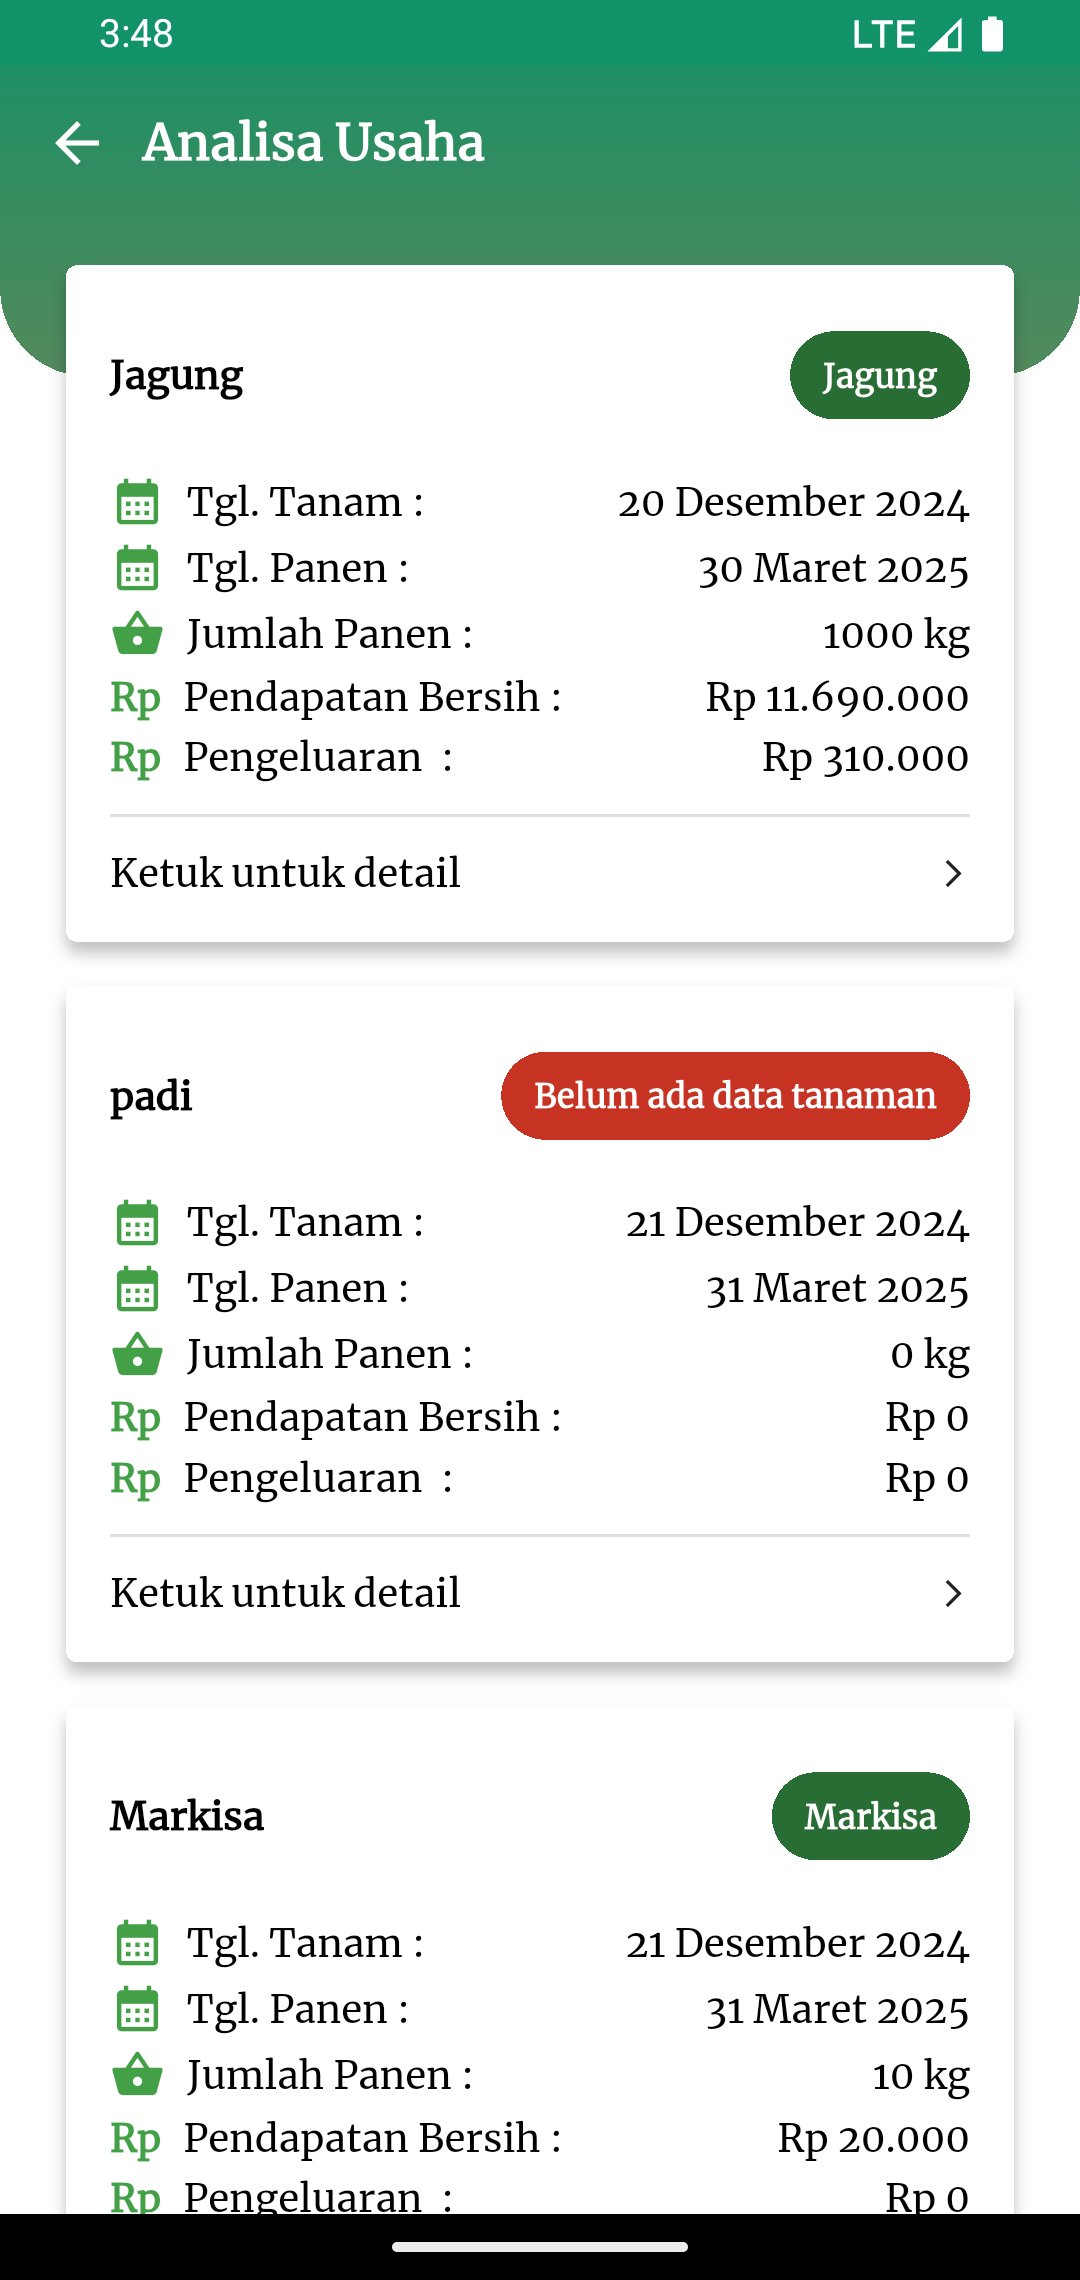 3:48 LTE
Analisa Usaha
Jagung Jagung
Tgl. Tanam : 20 Desember 2024
Tgl. Panen : 30 Maret 2025
Jumlah Panen : 1000 kg
Rp Pendapatan Bersih : Rp 11.690.000
Rp Pengeluaran : Rp 310.000
Ketuk untuk detail
padi Belum ada data tanaman
Tgl. Tanam : 21 Desember 2024
Tgl. Panen : 31 Maret 2025
Jumlah Panen : 0 kg
Rp Pendapatan Bersih : Rp 0
Rp Pengeluaran : Rp 0
Ketuk untuk detail
Markisa Markisa
Tgl. Tanam : 21 Desember 2024
Tgl. Panen : 31 Maret 2025
Jumlah Panen : 10 kg
Rp Pendapatan Bersih : Rp 20.000
Rp Pengeluaran : Rp 0